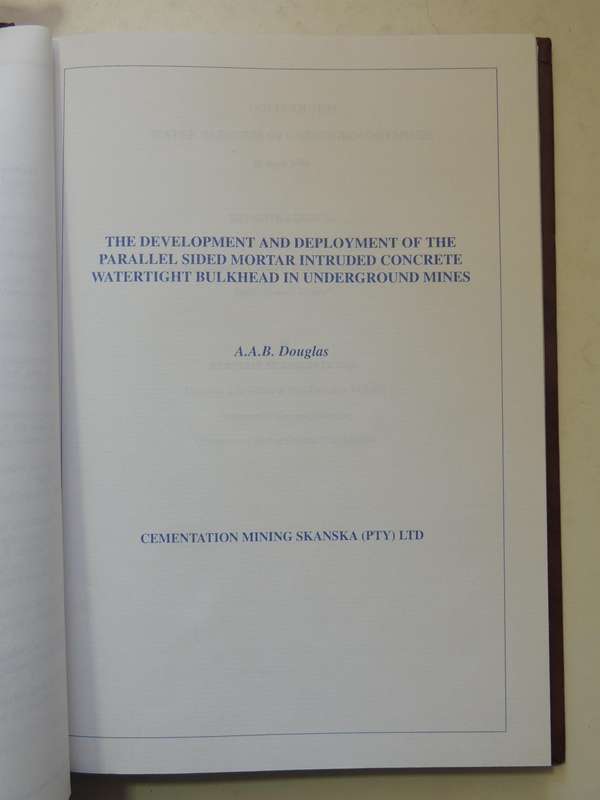 THE DEVELOPMENT AND DEPLOYMENT OF THE
PARALLEL SIDED MORTAR INTRUDED CONCRETE
WATERTIGHT BULKHEAD IN UNDERGROUND MINES
A.A.B. Douglas
CEMENTATION MINING SKANSKA (PTY) LTD